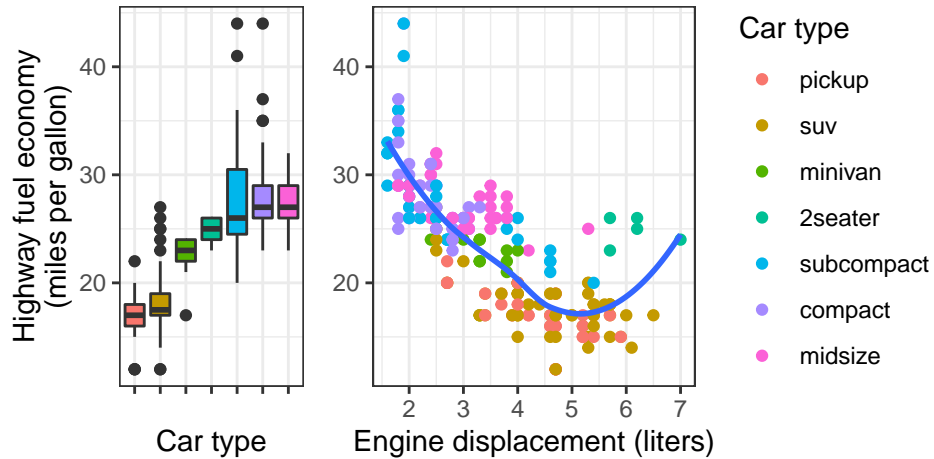 Highway fuel economy
(miles per gallon)
40
30
20
Car type
40
30
20
2 3 4 5 6 7
Engine displacement (liters)
Car type
pickup
suv
minivan
2seater
subcompact
compact
midsize